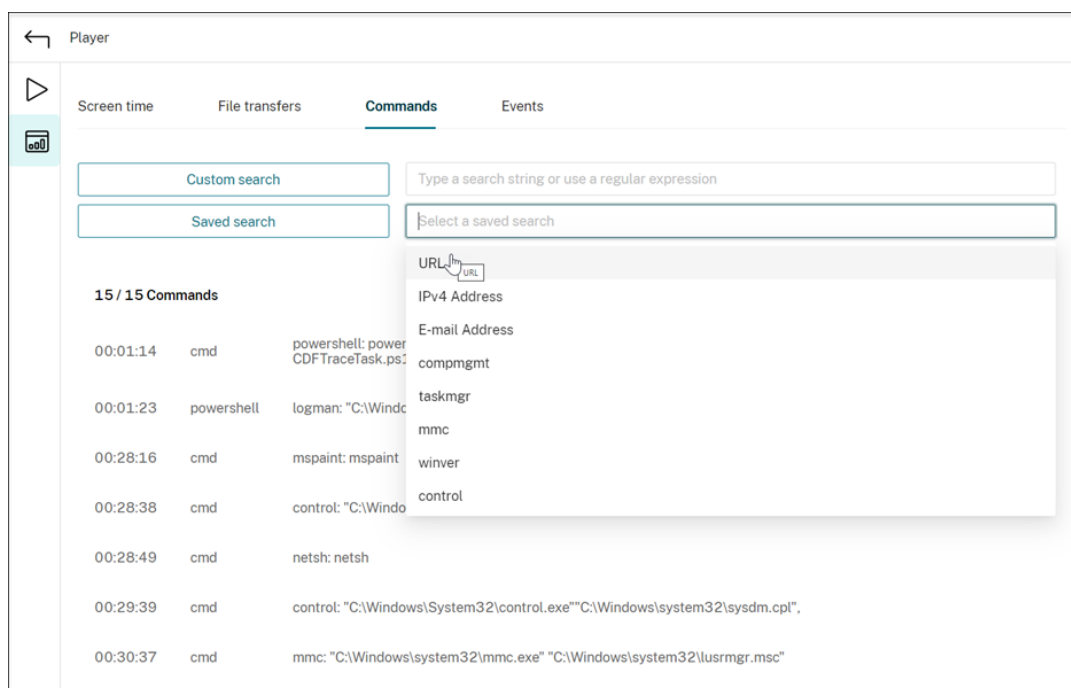 Player
Screen time File transfers Commands Events
Custom search Type a search string or use a regular expression
Saved search Select a saved search
URL URL
IPv4 Address
15 / 15 Commands
E-mail Address
00:01:14 cmd powershell: power
CDFTraceTask.ps1
compmgmt
taskmgr
00:01:23 powershell logman: "C:\Windo
mmc
00:28:16 cmd mspaint: mspaint
winver
control
00:28:38 cmd control: "C:\Windo
00:28:49 cmd netsh: netsh
00:29:39 cmd control: "C:\Windows\System32\control.exe""C:\Windows\system32\sysdm.cpl",
00:30:37 cmd mmc: "C:\Windows\system32\mmc.exe" "C:\Windows\system32\lusrmgr.msc"